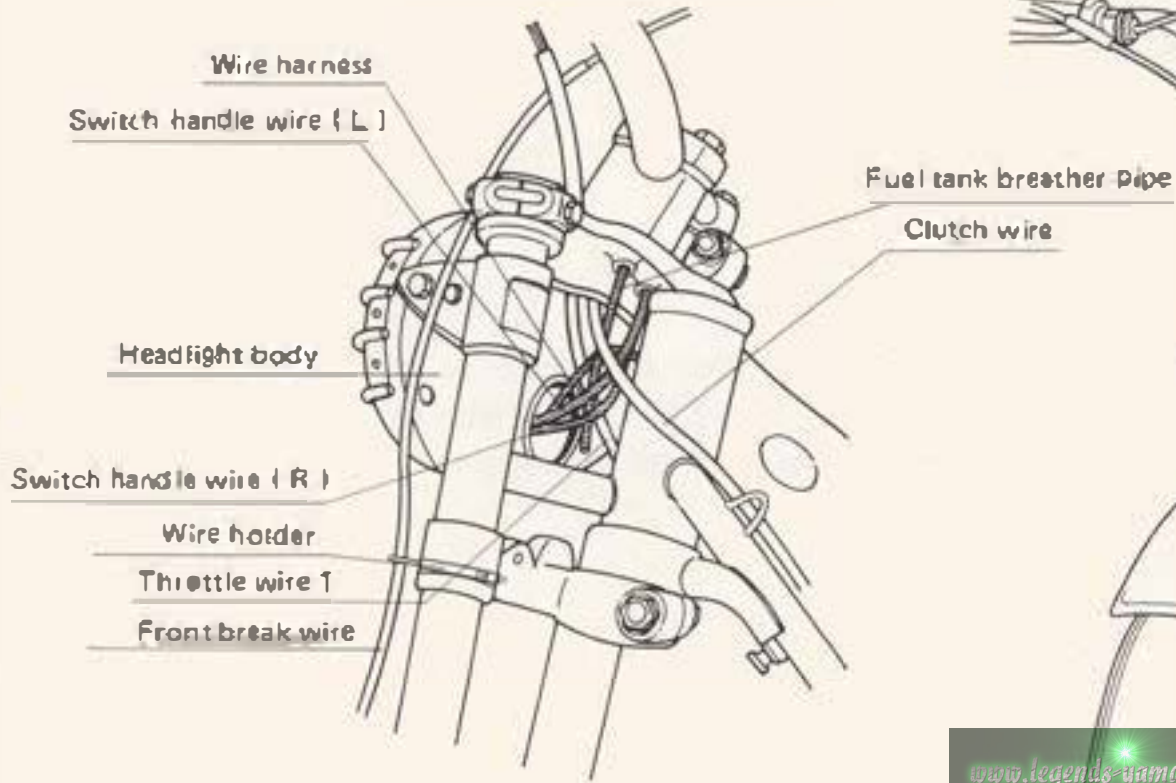 Wire harness
Switch handle wire ( L )
Fuel tank breather pipe
Clutch wire
Headlight body
Switch handle wire ( R )
Wire holder
Throttle wire 1
Front break wire